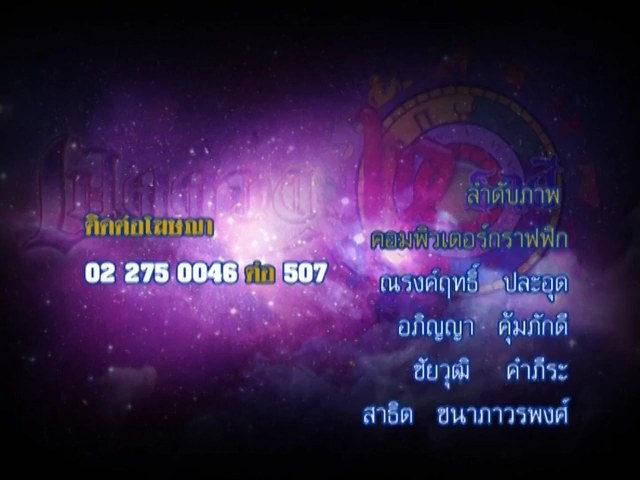 ติดต่อโฆษณา
02 275 0046 ต่อ 507
ลำดับภาพ
คอมพิวเตอร์กราฟฟิก
ณรงค์ฤทธิ์ ปละอุด
อภิญญา คุ้มภักดี
ชัยวุฒิ คำภีระ
สาธิต ชนาภาวรพงศ์